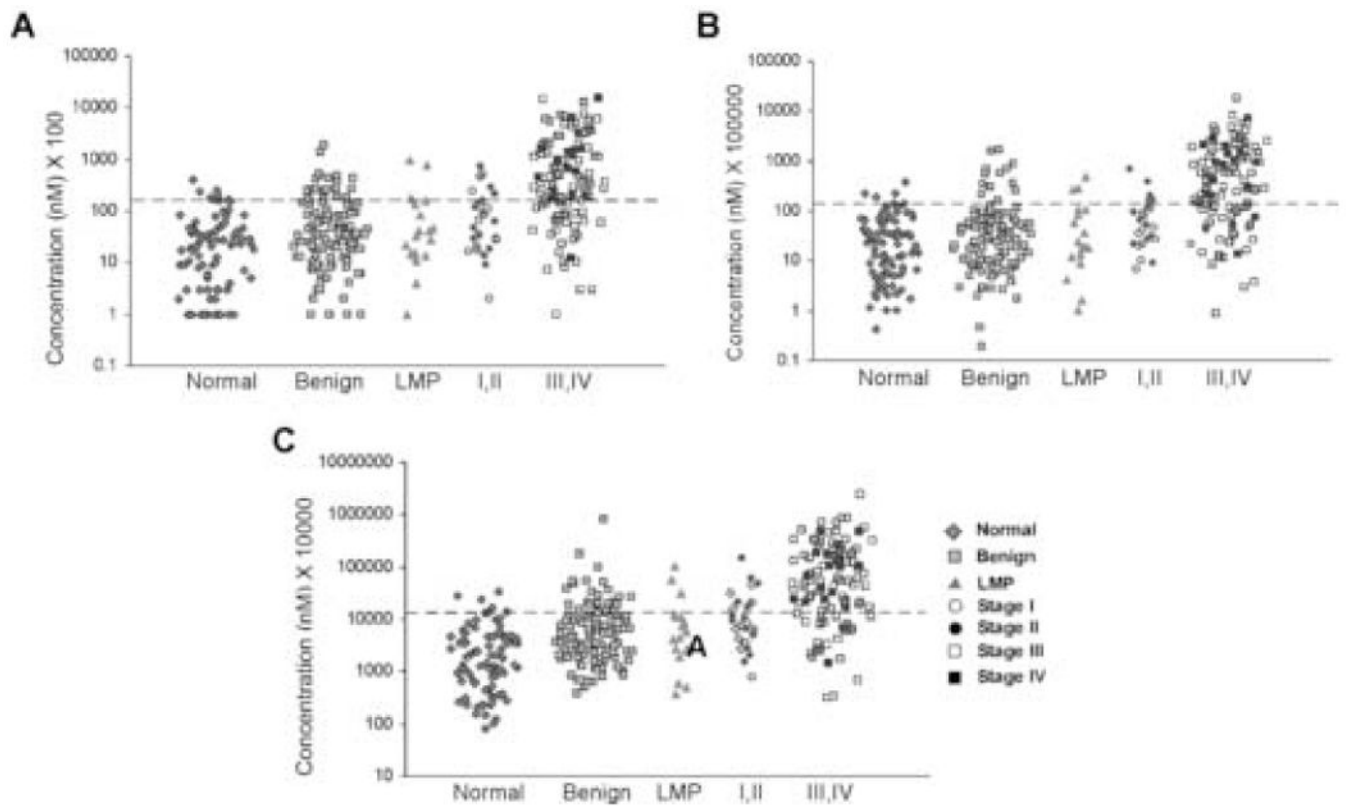 A
Concentration (nM) X 100
100000
10000
1000
100
10
1
0.1
Normal Benign LMP I,II III,IV
B
Concentration (nM) X 100000
100000
10000
1000
100
10
1
0.1
Normal Benign LMP I,II III,IV
C
Concentration (nM) X 10000
10000000
1000000
100000
10000
1000
100
10
A
Normal Benign LMP I,II III,IV
Normal
Benign
LMP
Stage I
Stage II
Stage III
Stage IV